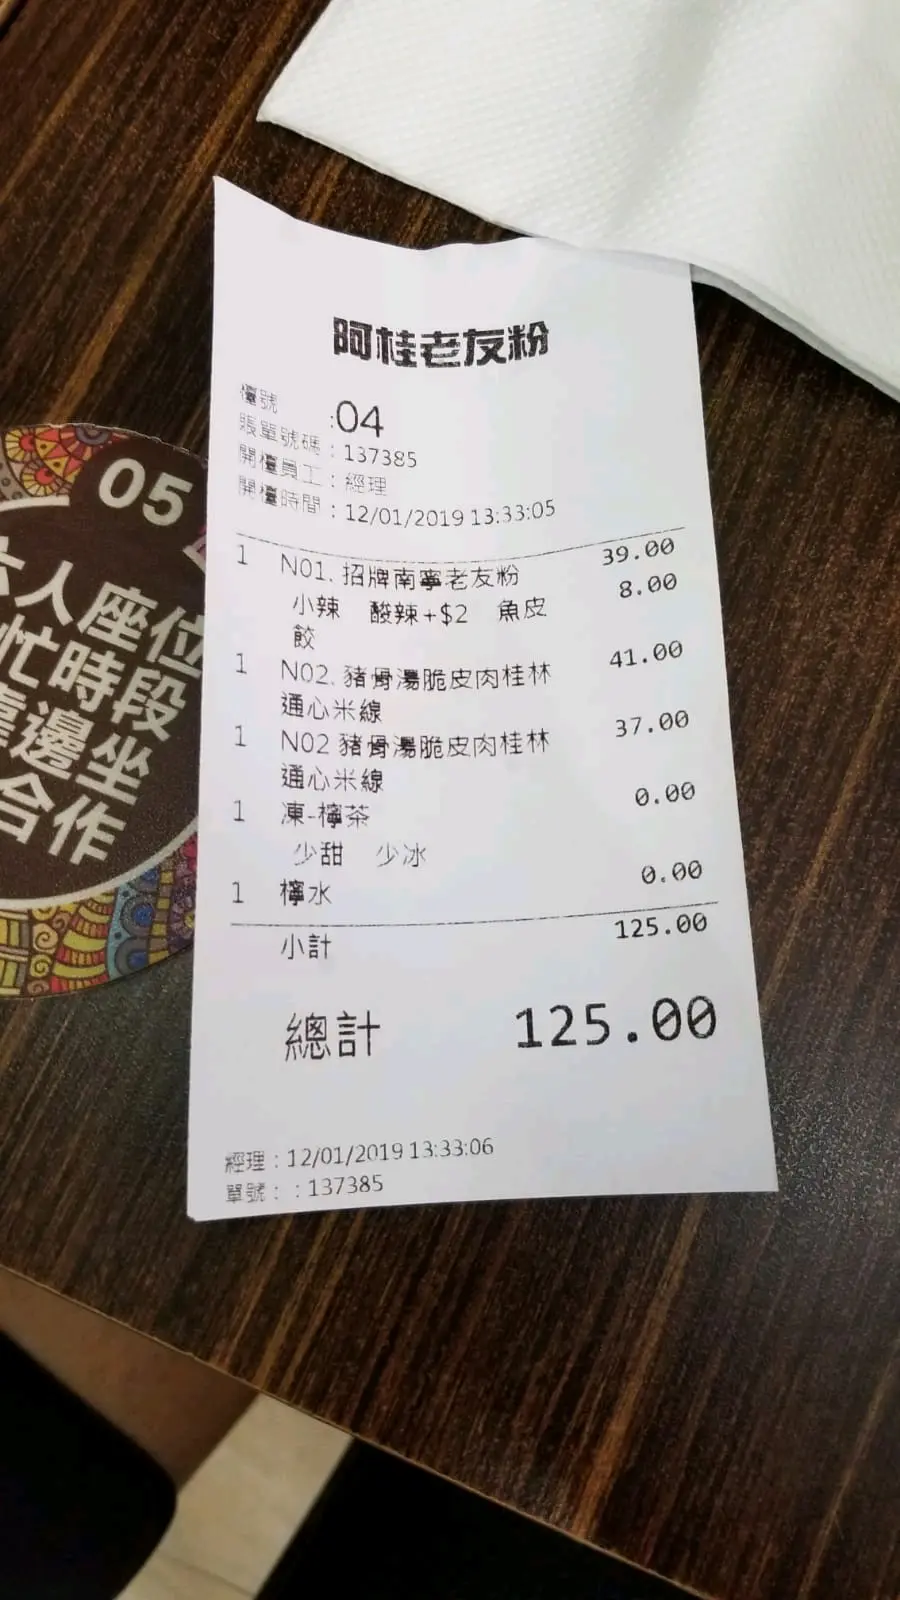 阿桂老友粉
檯號 :04
賬單號碼 : 137385
開檯員工 : 經理
開檯時間 : 12/01/2019 13:33:05
1 N01. 招牌南寧老友粉 39.00
小辣 酸辣+$2 魚皮 8.00
餃
1 N02. 豬骨湯脆皮肉桂林 41.00
通心米線
1 N02 豬骨湯脆皮肉桂林 37.00
通心米線
1 凍-檸茶 0.00
少甜 少冰
1 檸水 0.00
小計 125.00
總計 125.00
經理 : 12/01/2019 13:33:06
單號 : : 137385
05
人座位
忙時段
邊坐
合作